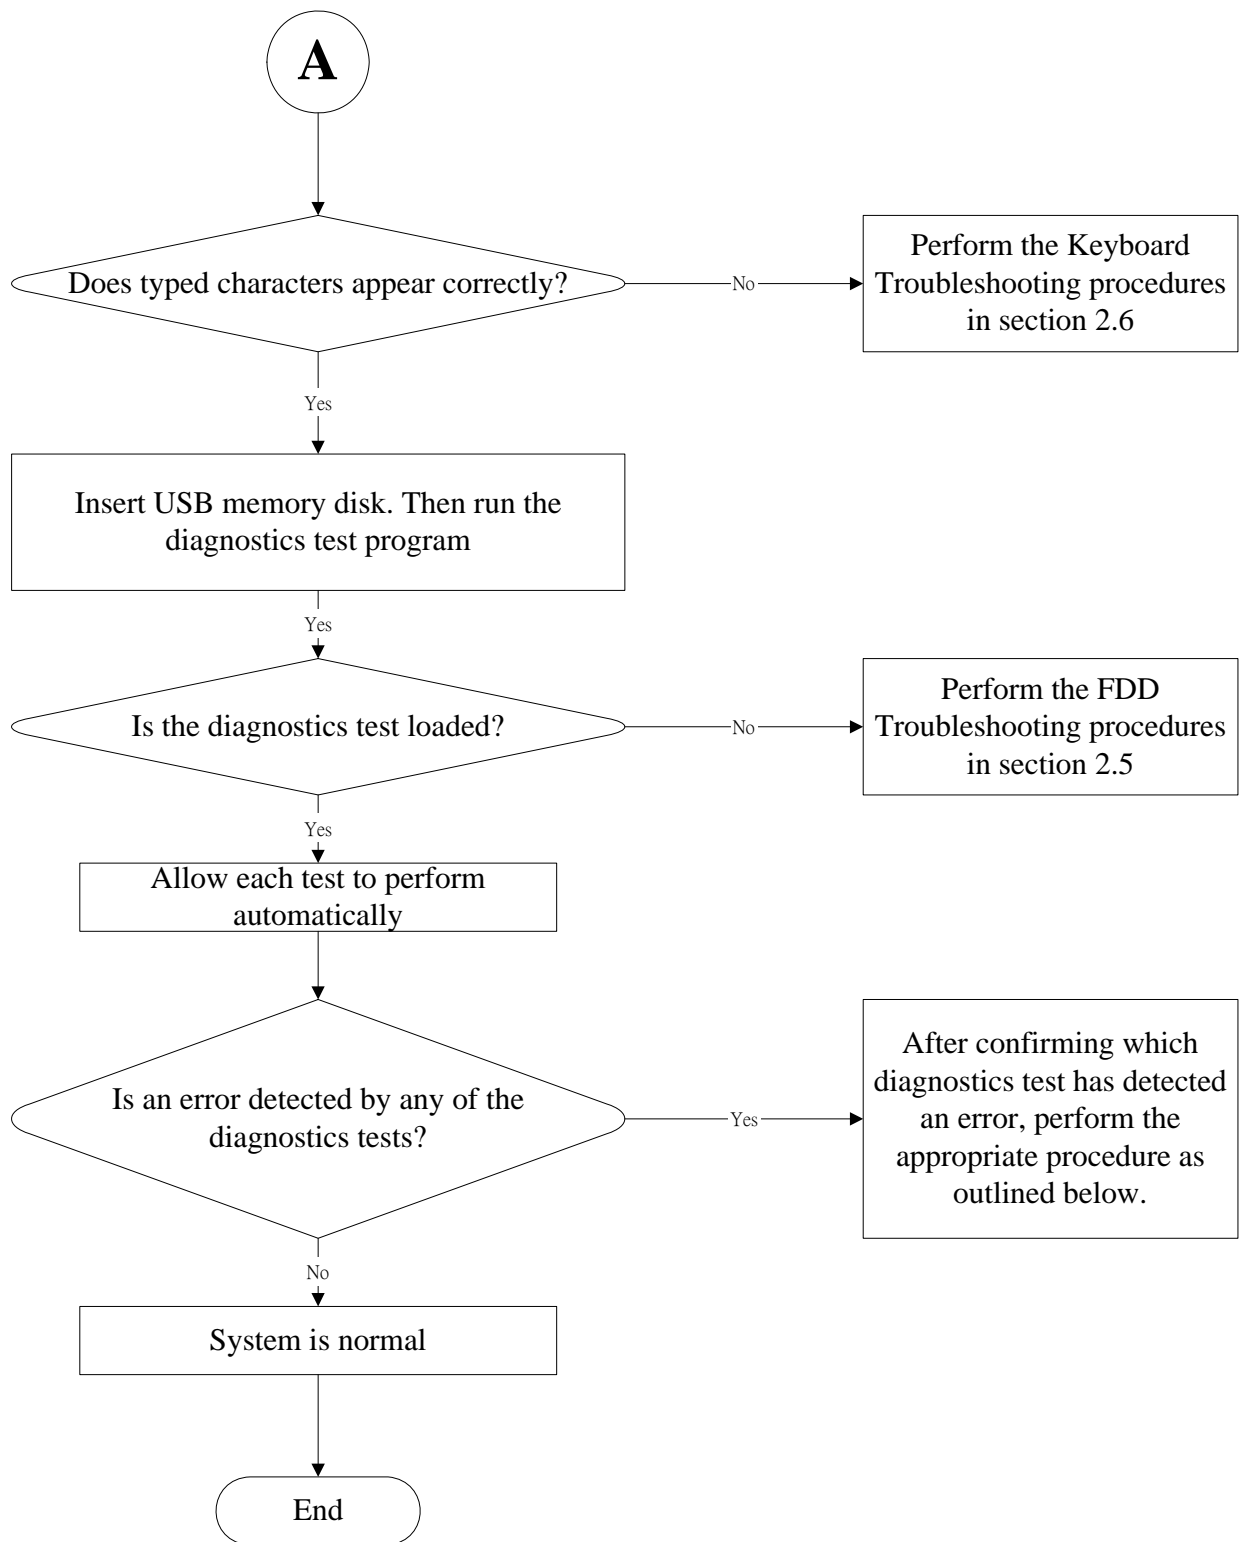 A
Does typed characters appear correctly?
No
Perform the Keyboard
Troubleshooting procedures
in section 2.6
Yes
Insert USB memory disk. Then run the
diagnostics test program
Yes
Is the diagnostics test loaded?
No
Perform the FDD
Troubleshooting procedures
in section 2.5
Yes
Allow each test to perform
automatically
Is an error detected by any of the
diagnostics tests?
Yes
After confirming which
diagnostics test has detected
an error, perform the
appropriate procedure as
outlined below.
No
System is normal
End